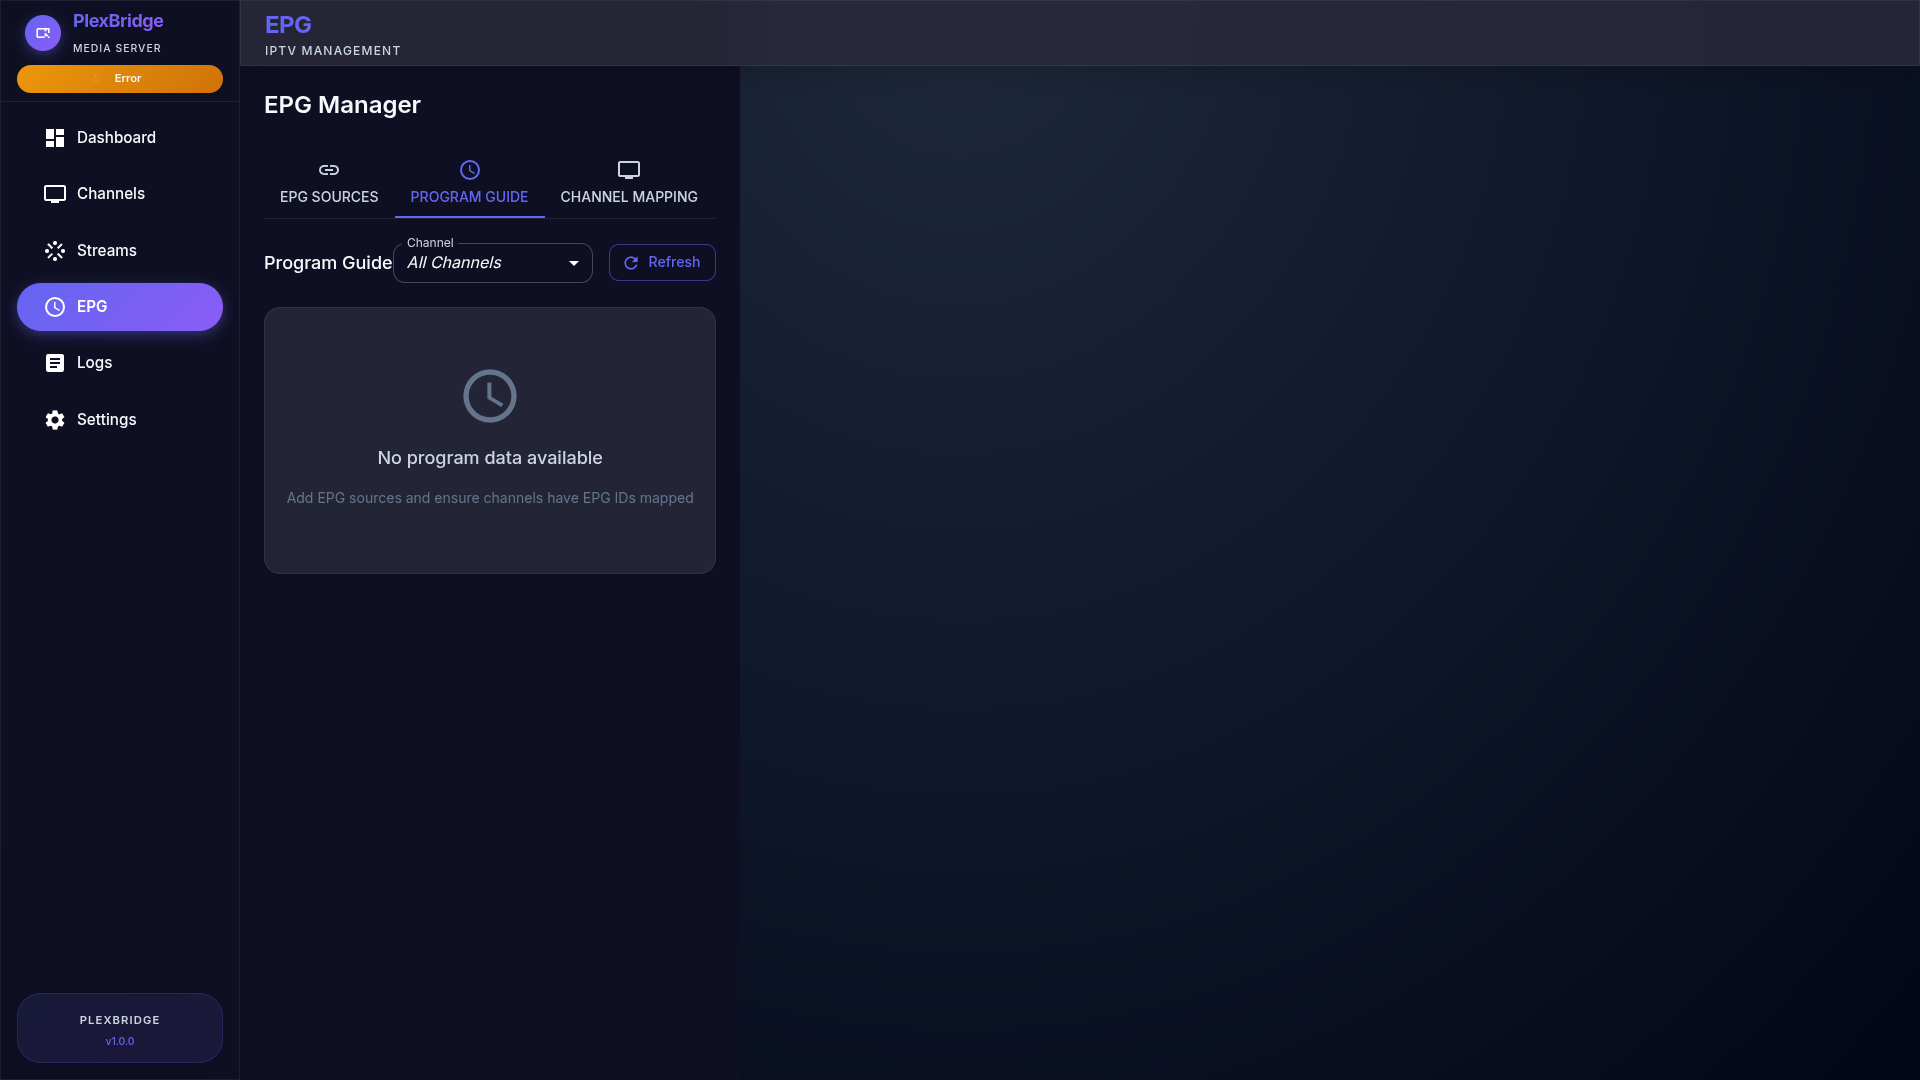 PlexBridge
MEDIA SERVER
Error
Dashboard
Channels
Streams
EPG
Logs
Settings
PLEXBRIDGE
v1.0.0
EPG
IPTV MANAGEMENT
EPG Manager
EPG SOURCES
PROGRAM GUIDE
CHANNEL MAPPING
Program Guide
Channel
All Channels
Refresh
No program data available
Add EPG sources and ensure channels have EPG IDs mapped